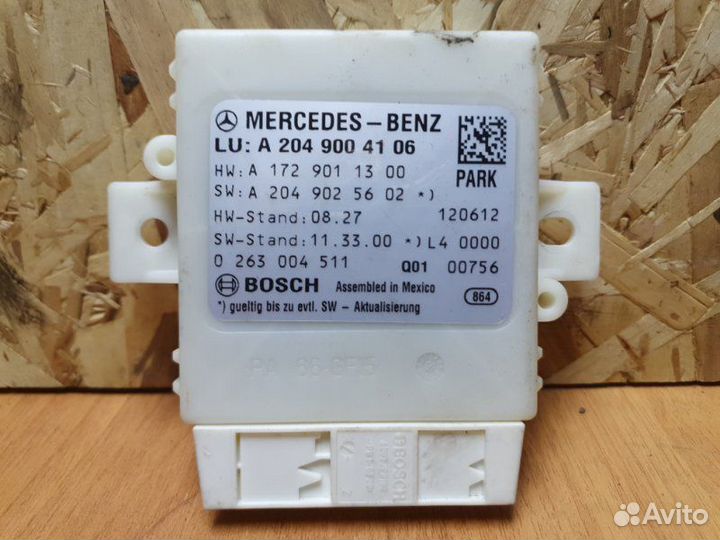 MERCEDES-BENZ
LU: A 204 900 41 06
HW: A 172 901 13 00
PARK
SW: A 204 902 56 02 *)
HW-Stand: 08.27 120612
SW-Stand: 11.33.00 *) L4 0000
0 263 004 511 Q01 00756
BOSCH Assembled in Mexico
*) gueltig bis zu evtl. SW - Aktualisierung
864
BOSCH
2
Avito